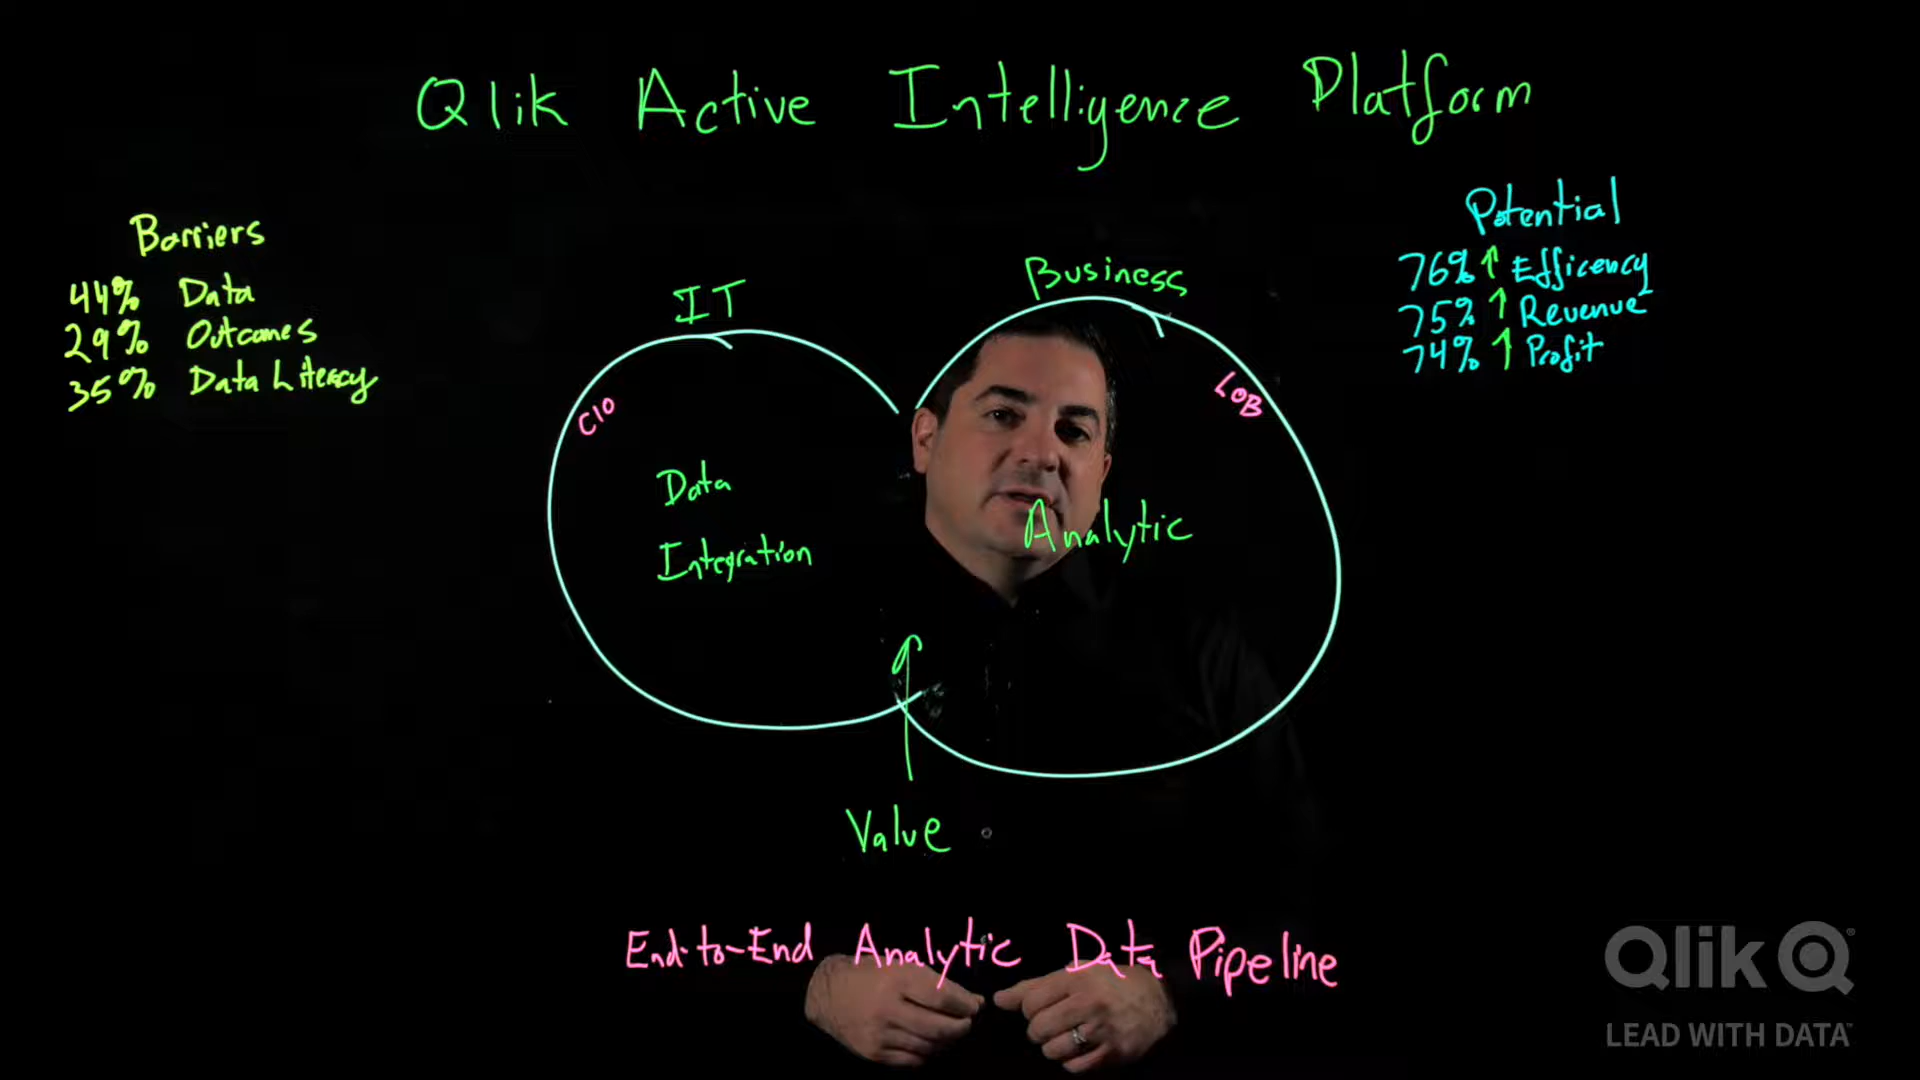 Qlik Active Intelligence Platform
Barriers
44% Data
29% Outcomes
35% Data Literacy
Potential
76% ↑ Efficency
75% ↑ Revenue
74% ↑ Profit
IT
Business
CIO
LOB
Data
Integration
Analytic
Value
End-to-End Analytic Data Pipeline
Qlik
LEAD WITH DATA